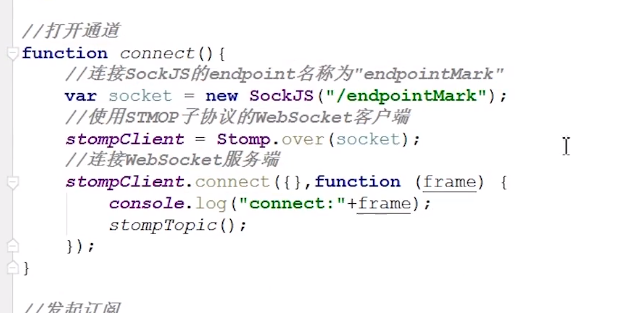 //打开通道
function connect(){
//连接SockJS的endpoint名称为"endpointMark"
var socket = new SockJS("/endpointMark");
//使用STMOP子协议的WebSocket客户端
stompClient = Stomp.over(socket);
//连接WebSocket服务端
stompClient.connect({},function (frame) {
console.log("connect:"+frame);
stompTopic();
});
}
//发起订阅